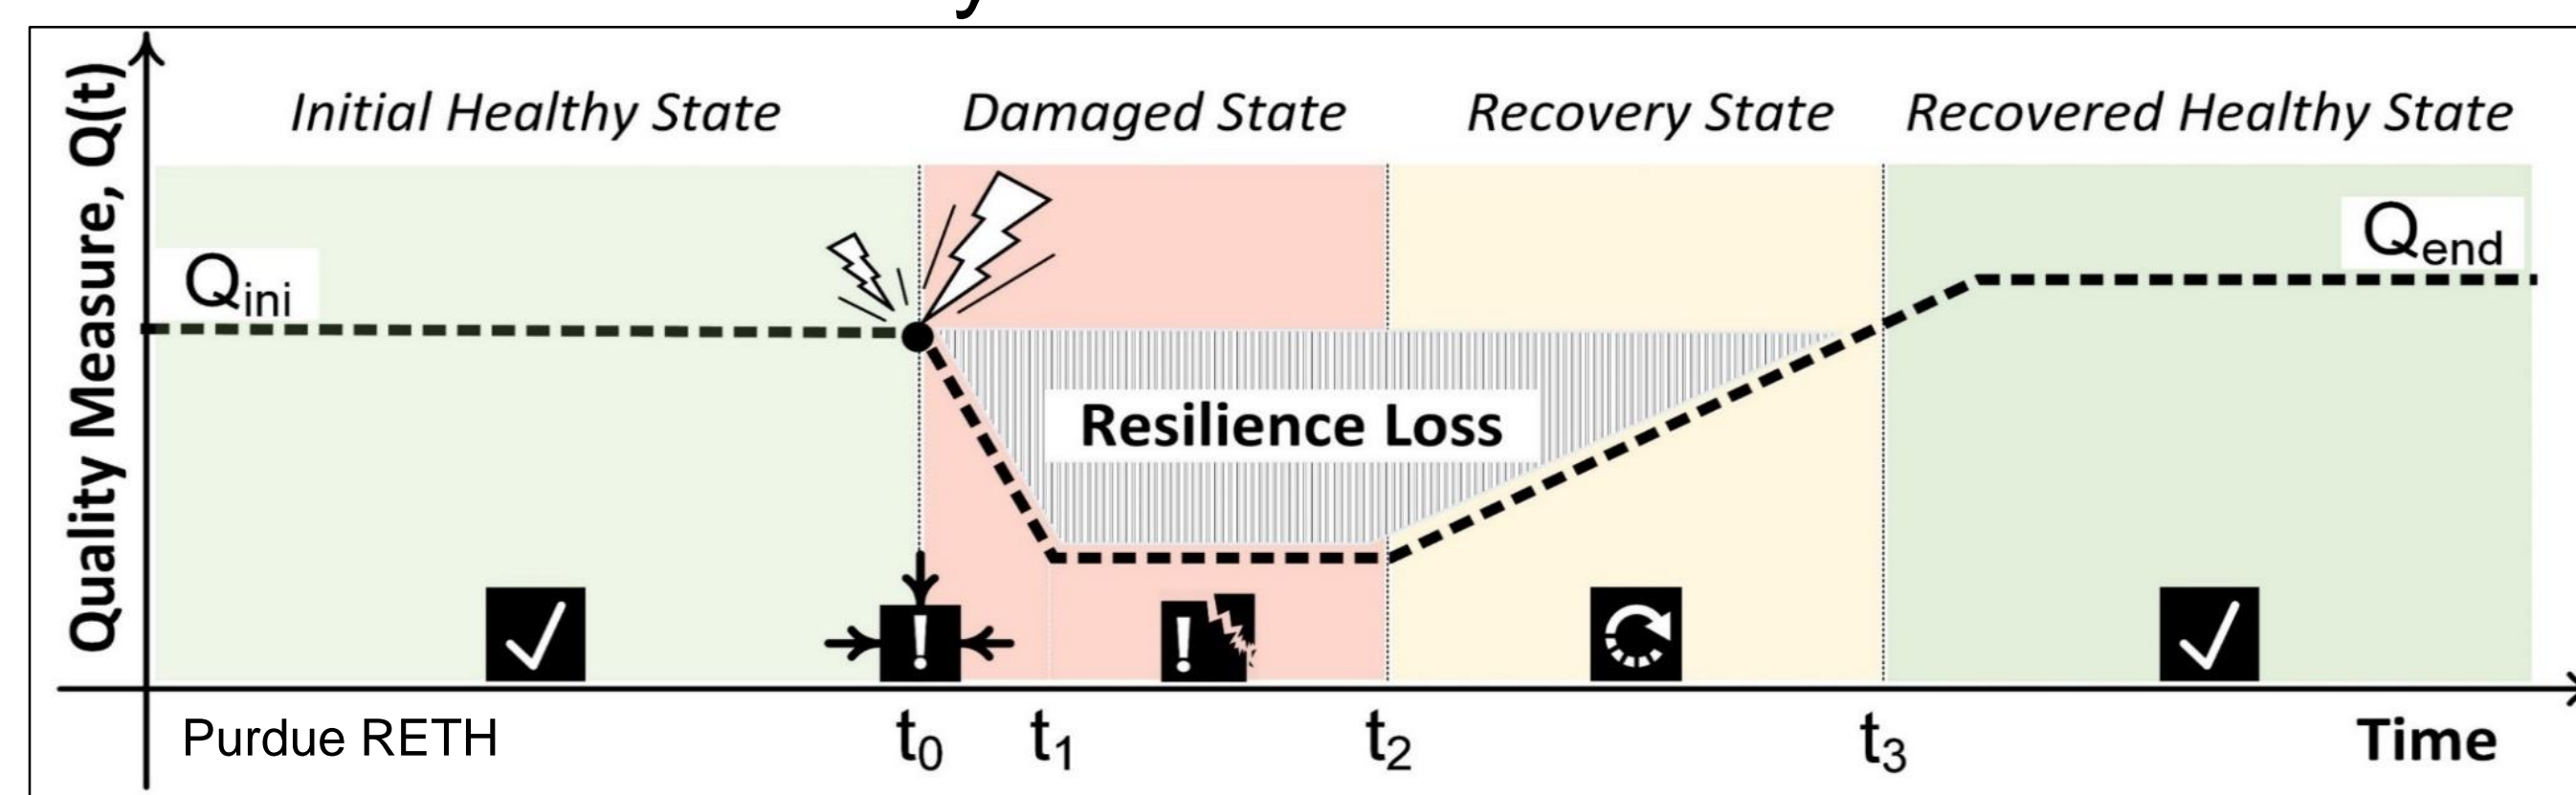 Quality Measure, Q(t)
Initial Healthy State
Damaged State
Recovery State
Recovered Healthy State
Qini
Qend
Resilience Loss
!
!
t0
t1
t2
t3
Purdue RETH
Time